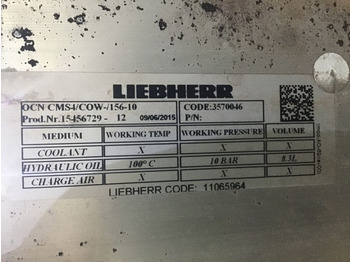 LIEBHERR
OCN CMS4/COW-/156-10 CODE:3570046
Prod.Nr.15456729 - 12 09/06/2015 P/N:
MEDIUM WORKING TEMP WORKING PRESSURE VOLUME
COOLANT X X X
HYDRAULIC OIL 100°C 10 BAR 8.3L
CHARGE AIR X X X
LIEBHERR CODE: 11065964